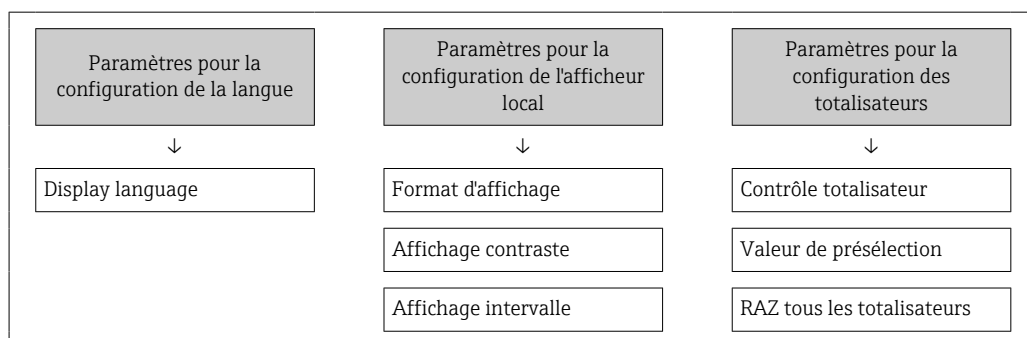 Paramètres pour la
configuration de la langue
↓
Display language
Paramètres pour la
configuration de l'afficheur
local
↓
Format d'affichage
Affichage contraste
Affichage intervalle
Paramètres pour la
configuration des
totalisateurs
↓
Contrôle totalisateur
Valeur de présélection
RAZ tous les totalisateurs